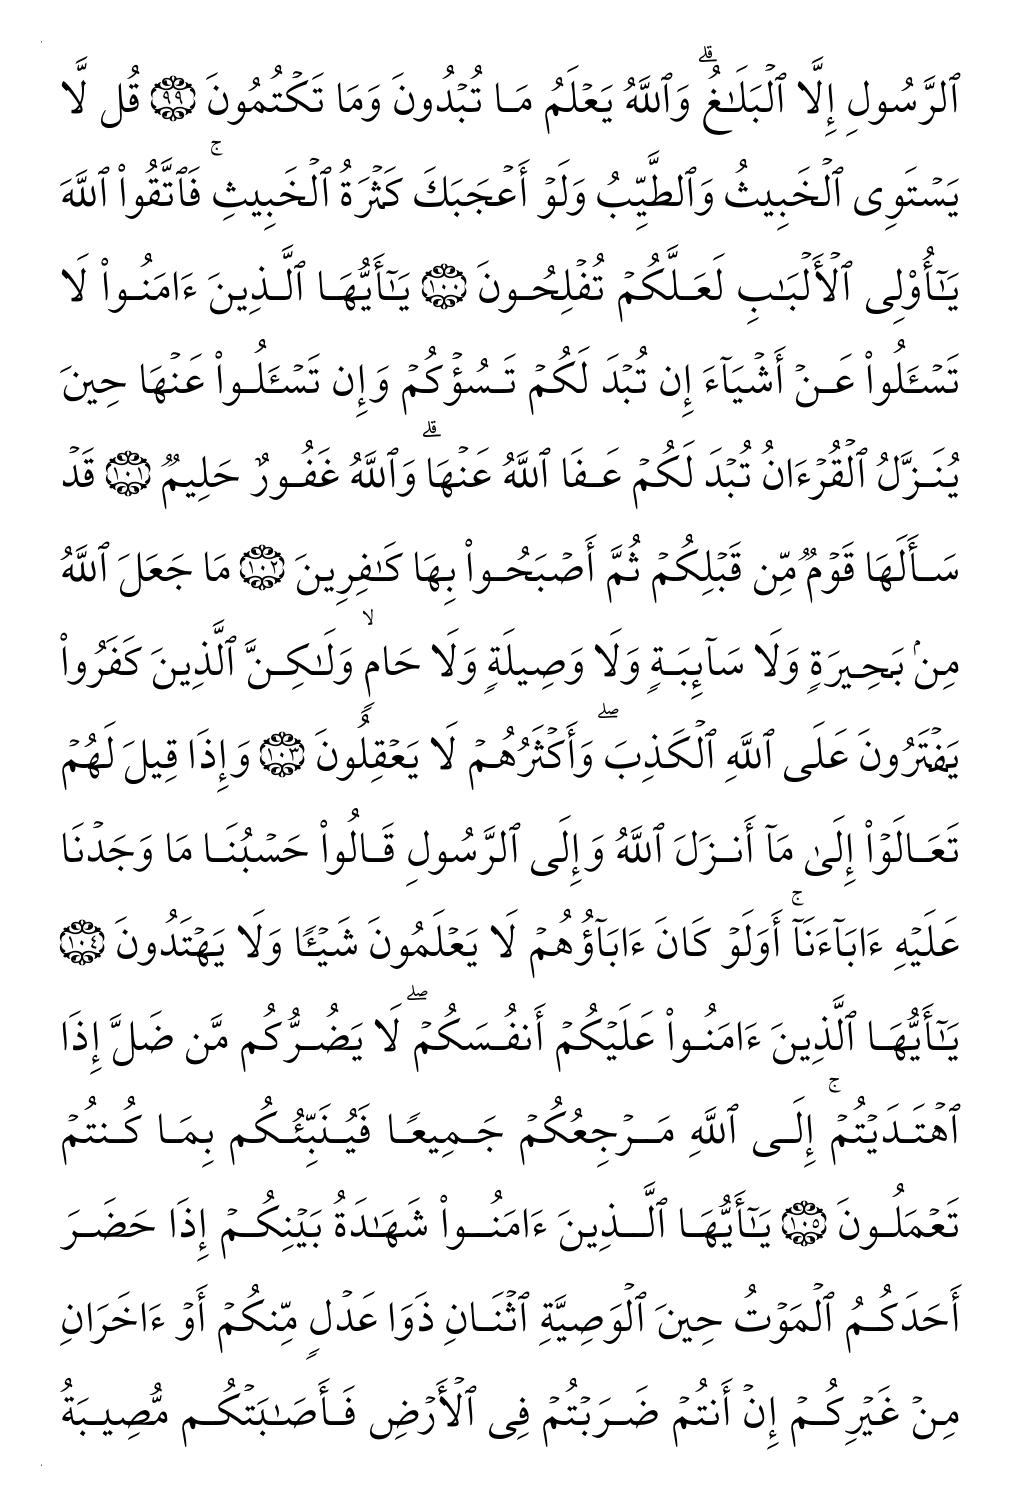 ٱلرَّسُولِ إِلَّا ٱلۡبَلَٰغُۗ وَٱللَّهُ يَعۡلَمُ مَا تُبۡدُونَ وَمَا تَكۡتُمُونَ ٩٩ قُل لَّا
يَسۡتَوِى ٱلۡخَبِيثُ وَٱلطَّيِّبُ وَلَوۡ أَعۡجَبَكَ كَثۡرَةُ ٱلۡخَبِيثِۚ فَٱتَّقُواْ ٱللَّهَ
يَٰٓأُوْلِى ٱلۡأَلۡبَٰبِ لَعَلَّكُمۡ تُفۡلِحُونَ ١٠٠ يَٰٓأَيُّهَا ٱلَّذِينَ ءَامَنُواْ لَا
تَسۡـَٔلُواْ عَنۡ أَشۡيَآءَ إِن تُبۡدَ لَكُمۡ تَسُؤۡكُمۡ وَإِن تَسۡـَٔلُواْ عَنۡهَا حِينَ
يُنَزَّلُ ٱلۡقُرۡءَانُ تُبۡدَ لَكُمۡ عَفَا ٱللَّهُ عَنۡهَاۗ وَٱللَّهُ غَفُورٌ حَلِيمٌۭ ١٠١ قَدۡ
سَأَلَهَا قَوۡمٌۭ مِّن قَبۡلِكُمۡ ثُمَّ أَصۡبَحُواْ بِهَا كَٰفِرِينَ ١٠٢ مَا جَعَلَ ٱللَّهُ
مِنۢ بَحِيرَةٍۢ وَلَا سَآئِبَةٍۢ وَلَا وَصِيلَةٍۢ وَلَا حَامٍۢۙ وَلَٰكِنَّ ٱلَّذِينَ كَفَرُواْ
يَفۡتَرُونَ عَلَى ٱللَّهِ ٱلۡكَذِبَۖ وَأَكۡثَرُهُمۡ لَا يَعۡقِلُونَ ١٠٣ وَإِذَا قِيلَ لَهُمۡ
تَعَالَوۡاْ إِلَىٰ مَآ أَنزَلَ ٱللَّهُ وَإِلَى ٱلرَّسُولِ قَالُواْ حَسۡبُنَا مَا وَجَدۡنَا
عَلَيۡهِ ءَابَآءَنَآۚ أَوَلَوۡ كَانَ ءَابَآؤُهُمۡ لَا يَعۡلَمُونَ شَيۡـًۭٔا وَلَا يَهۡتَدُونَ ١٠٤
يَٰٓأَيُّهَا ٱلَّذِينَ ءَامَنُواْ عَلَيۡكُمۡ أَنفُسَكُمۡۖ لَا يَضُرُّكُم مَّن ضَلَّ إِذَا
ٱهۡتَدَيۡتُمۡۚ إِلَى ٱللَّهِ مَرۡجِعُكُمۡ جَمِيعًۭا فَيُنَبِّئُكُم بِمَا كُنتُمۡ
تَعۡمَلُونَ ١٠٥ يَٰٓأَيُّهَا ٱلَّذِينَ ءَامَنُواْ شَهَٰدَةُ بَيۡنِكُمۡ إِذَا حَضَرَ
أَحَدَكُمُ ٱلۡمَوۡتُ حِينَ ٱلۡوَصِيَّةِ ٱثۡنَانِ ذَوَا عَدۡلٍۢ مِّنكُمۡ أَوۡ ءَاخَرَانِ
مِنۡ غَيۡرِكُمۡ إِنۡ أَنتُمۡ ضَرَبۡتُمۡ فِى ٱلۡأَرۡضِ فَأَصَٰبَتۡكُم مُّصِيبَةُ